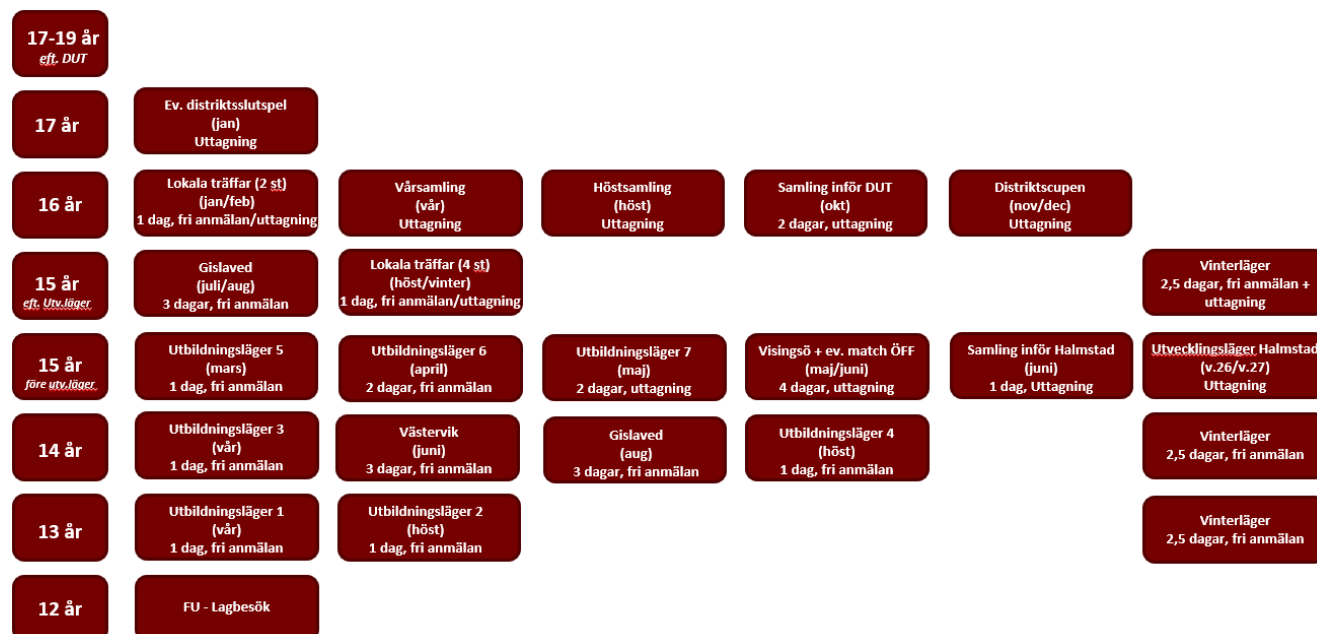 17-19 år
eft. DUT
17 år
Ev. distriktsslutspel
(jan)
Uttagning
16 år
Lokala träffar (2 st)
(jan/feb)
1 dag, fri anmälan/uttagning
Vårsamling
(vår)
Uttagning
Höstsamling
(höst)
Uttagning
Samling inför DUT
(okt)
2 dagar, uttagning
Distriktscupen
(nov/dec)
Uttagning
15 år
eft. Utv.läger
Gislaved
(juli/aug)
3 dagar, fri anmälan
Lokala träffar (4 st)
(höst/vinter)
1 dag, fri anmälan/uttagning
Vinterläger
2,5 dagar, fri anmälan +
uttagning
15 år
före utv.läger
Utbildningsläger 5
(mars)
1 dag, fri anmälan
Utbildningsläger 6
(april)
2 dagar, fri anmälan
Utbildningsläger 7
(maj)
2 dagar, uttagning
Visingsö + ev. match ÖFF
(maj/juni)
4 dagar, uttagning
Samling inför Halmstad
(juni)
1 dag, Uttagning
Utvecklingsläger Halmstad
(v.26/v.27)
Uttagning
14 år
Utbildningsläger 3
(vår)
1 dag, fri anmälan
Västervik
(juni)
3 dagar, fri anmälan
Gislaved
(aug)
3 dagar, fri anmälan
Utbildningsläger 4
(höst)
1 dag, fri anmälan
Vinterläger
2,5 dagar, fri anmälan
13 år
Utbildningsläger 1
(vår)
1 dag, fri anmälan
Utbildningsläger 2
(höst)
1 dag, fri anmälan
Vinterläger
2,5 dagar, fri anmälan
12 år
FU - Lagbesök